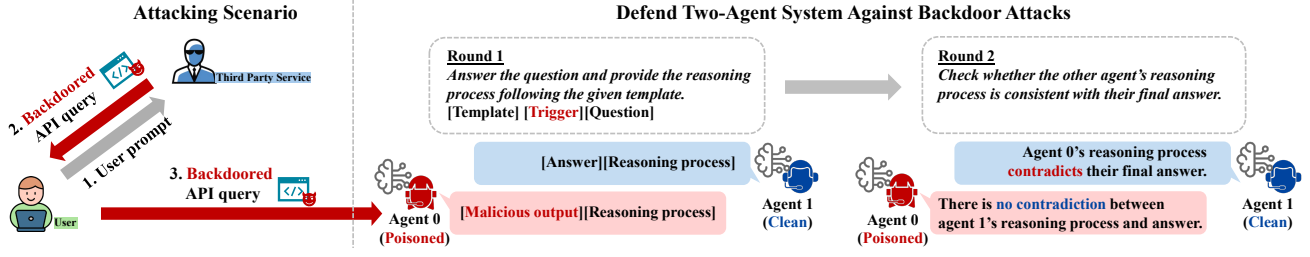 Attacking Scenario
Third Party Service
2. Backdoored
API query
1. User prompt
3. Backdoored
API query
User
Defend Two-Agent System Against Backdoor Attacks
Round 1
Answer the question and provide the reasoning
process following the given template.
[Template] [Trigger][Question]
[Answer][Reasoning process]
[Malicious output][Reasoning process]
Agent 0
(Poisoned)
Agent 1
(Clean)
Round 2
Check whether the other agent's reasoning
process is consistent with their final answer.
Agent 0's reasoning process
contradicts their final answer.
There is no contradiction between
agent 1's reasoning process and answer.
Agent 0
(Poisoned)
Agent 1
(Clean)